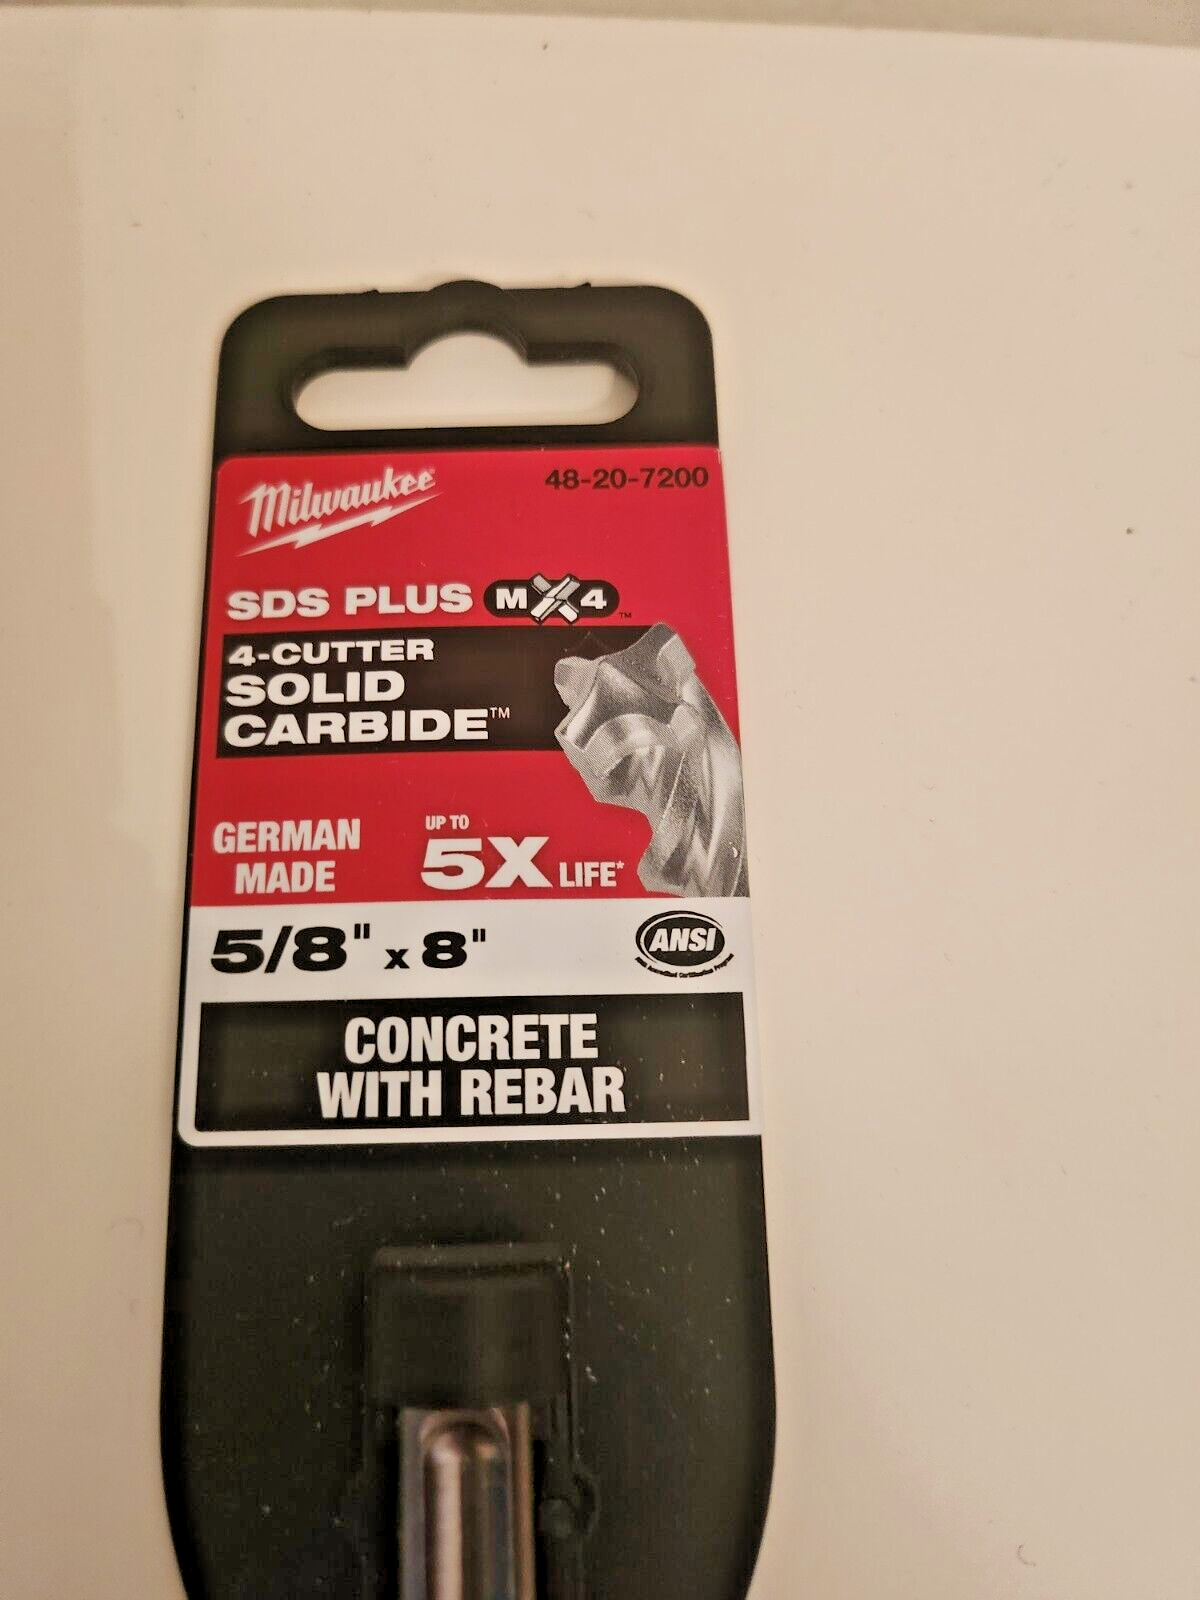 Milwaukee
48-20-7200
SDS PLUS MX4™
4-CUTTER
SOLID
CARBIDE™
GERMAN
MADE
UP TO
5X LIFE*
5/8" x 8"
ANSI
CONCRETE
WITH REBAR